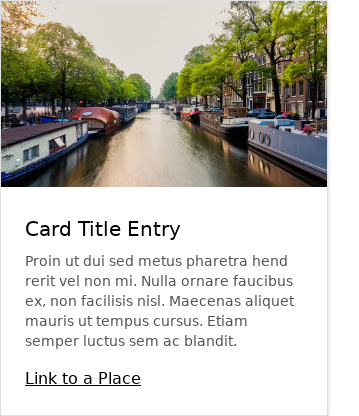 Card Title Entry
Proin ut dui sed metus pharetra hend
rerit vel non mi. Nulla ornare faucibus
ex, non facilisis nisl. Maecenas aliquet
mauris ut tempus cursus. Etiam
semper luctus sem ac blandit.
Link to a Place